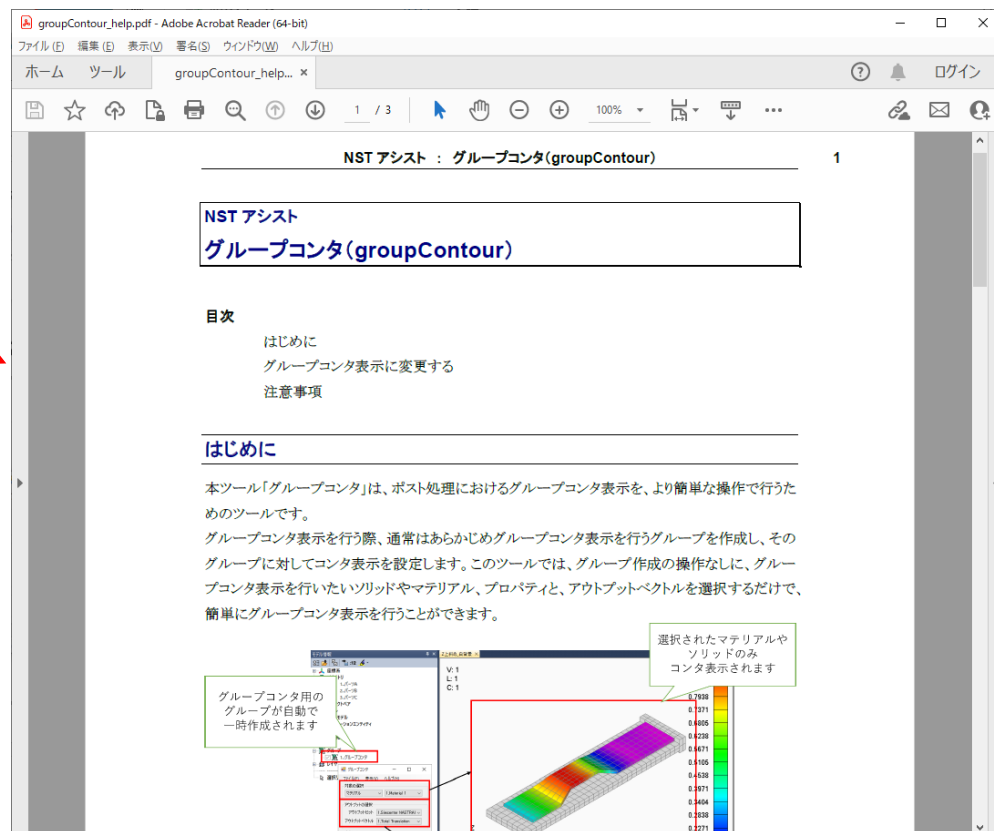 groupContour_help.pdf - Adobe Acrobat Reader (64-bit)
ファイル(F) 編集(E) 表示(V) 署名(S) ウィンドウ(W) ヘルプ(H)
ホーム ツール groupContour_help... × ログイン
1 / 3 100%
NST アシスト : グループコンタ(groupContour) 1
NST アシスト
グループコンタ(groupContour)
目次
はじめに
グループコンタ表示に変更する
注意事項
はじめに
本ツール「グループコンタ」は、ポスト処理におけるグループコンタ表示を、より簡単な操作で行うた
めのツールです。
グループコンタ表示を行う際、通常はあらかじめグループコンタ表示を行うグループを作成し、その
グループに対してコンタ表示を設定します。このツールでは、グループ作成の操作なしに、グルー
プコンタ表示を行いたいソリッドやマテリアル、プロパティと、アウトプットベクトルを選択するだけで、
簡単にグループコンタ表示を行うことができます。
選択されたマテリアルや
ソリッドのみ
コンタ表示されます
V: 1
L: 1
C: 1
グループコンタ用の
グループが自動で
一時作成されます
1.グループコンタ
0.7938
0.7371
0.6805
0.6238
0.5671
0.5105
0.4538
0.3971
0.3404
0.2838
0.2271